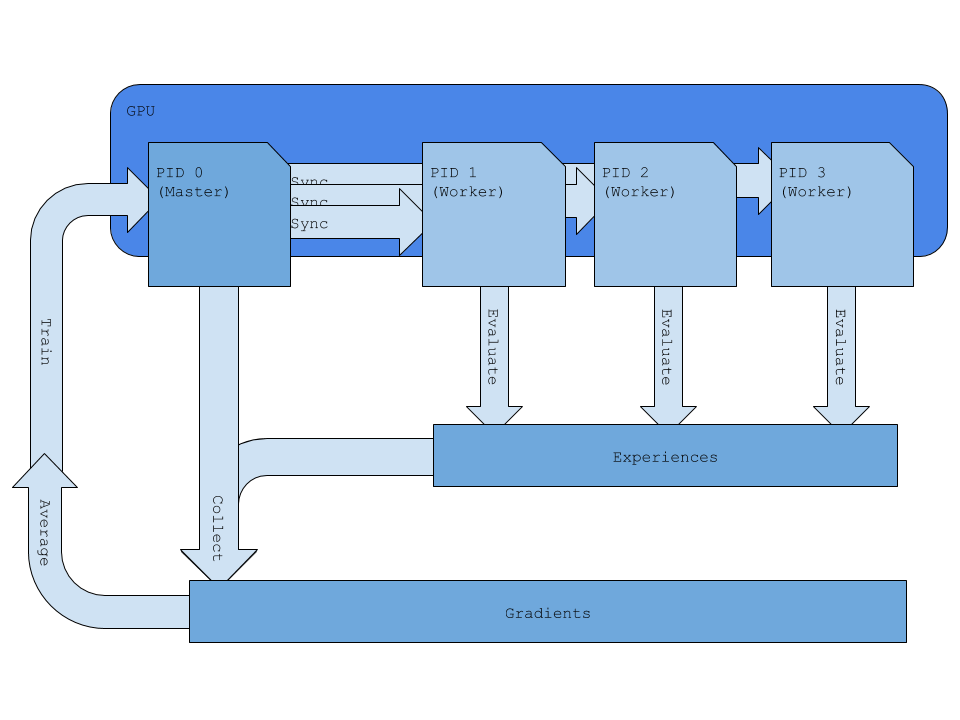 GPU
PID 0
(Master)
Sync
Sync
Sync
PID 1
(Worker)
PID 2
(Worker)
PID 3
(Worker)
Train
Evaluate
Evaluate
Evaluate
Experiences
Average
Collect
Gradients